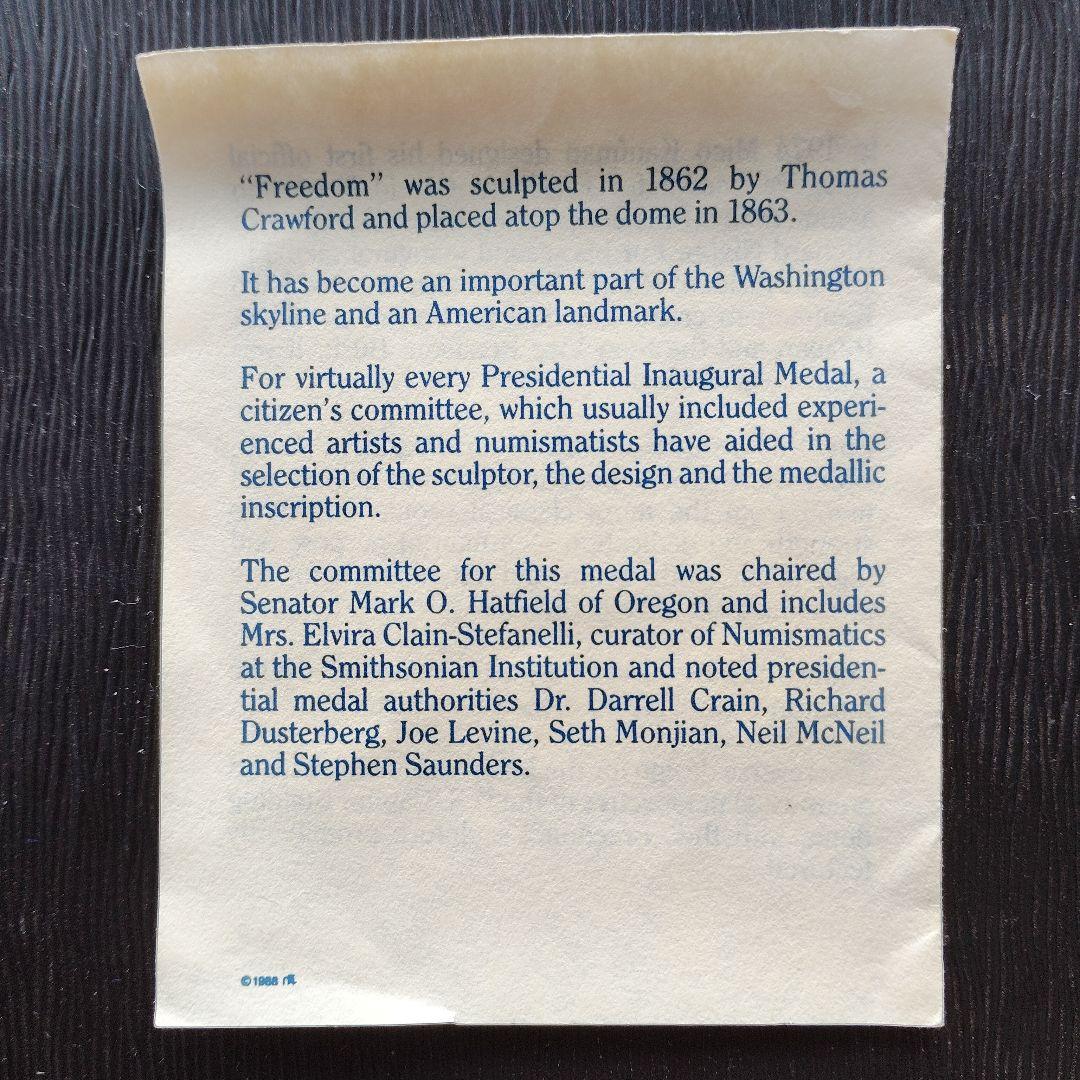 “Freedom” was sculpted in 1862 by Thomas
Crawford and placed atop the dome in 1863.
It has become an important part of the Washington
skyline and an American landmark.
For virtually every Presidential Inaugural Medal, a
citizen’s committee, which usually included experi-
enced artists and numismatists have aided in the
selection of the sculptor, the design and the medallic
inscription.
The committee for this medal was chaired by
Senator Mark O. Hatfield of Oregon and includes
Mrs. Elvira Clain-Stefanelli, curator of Numismatics
at the Smithsonian Institution and noted presiden-
tial medal authorities Dr. Darrell Crain, Richard
Dusterberg, Joe Levine, Seth Monjian, Neil McNeil
and Stephen Saunders.
©1988